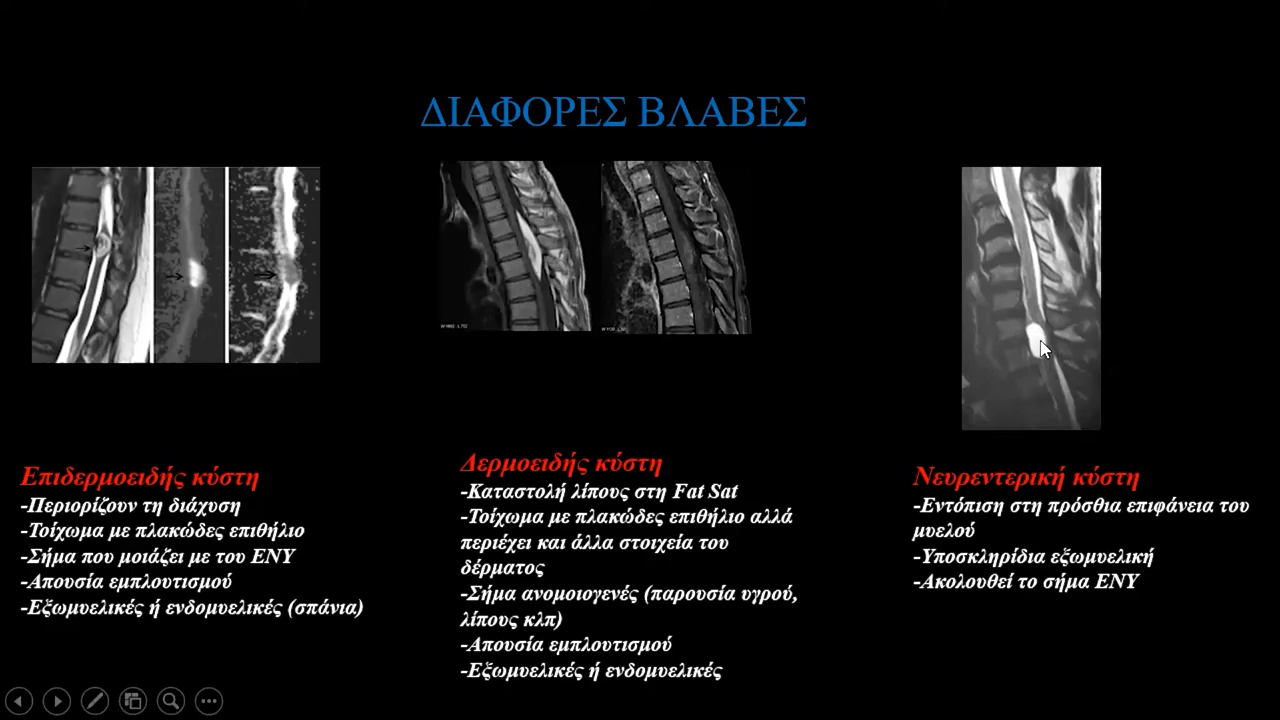 ΔΙΑΦΟΡΕΣ ΒΛΑΒΕΣ
Επιδερμοειδής κύστη
-Περιορίζουν τη διάχυση
-Τοίχωμα με πλακώδες επιθήλιο
-Σήμα που μοιάζει με του ΕΝΥ
-Απουσία εμπλουτισμού
-Εξωμυελικές ή ενδομυελικές (σπάνια)
Δερμοειδής κύστη
-Καταστολή λίπους στη Fat Sat
-Τοίχωμα με πλακώδες επιθήλιο αλλά
περιέχει και άλλα στοιχεία του
δέρματος
-Σήμα ανομοιογενές (παρουσία υγρού,
λίπους κλπ)
-Απουσία εμπλουτισμού
-Εξωμυελικές ή ενδομυελικές
Νευρεντερική κύστη
-Εντόπιση στη πρόσθια επιφάνεια του
μυελού
-Υποσκληρίδια εξωμυελική
-Ακολουθεί το σήμα ΕΝΥ